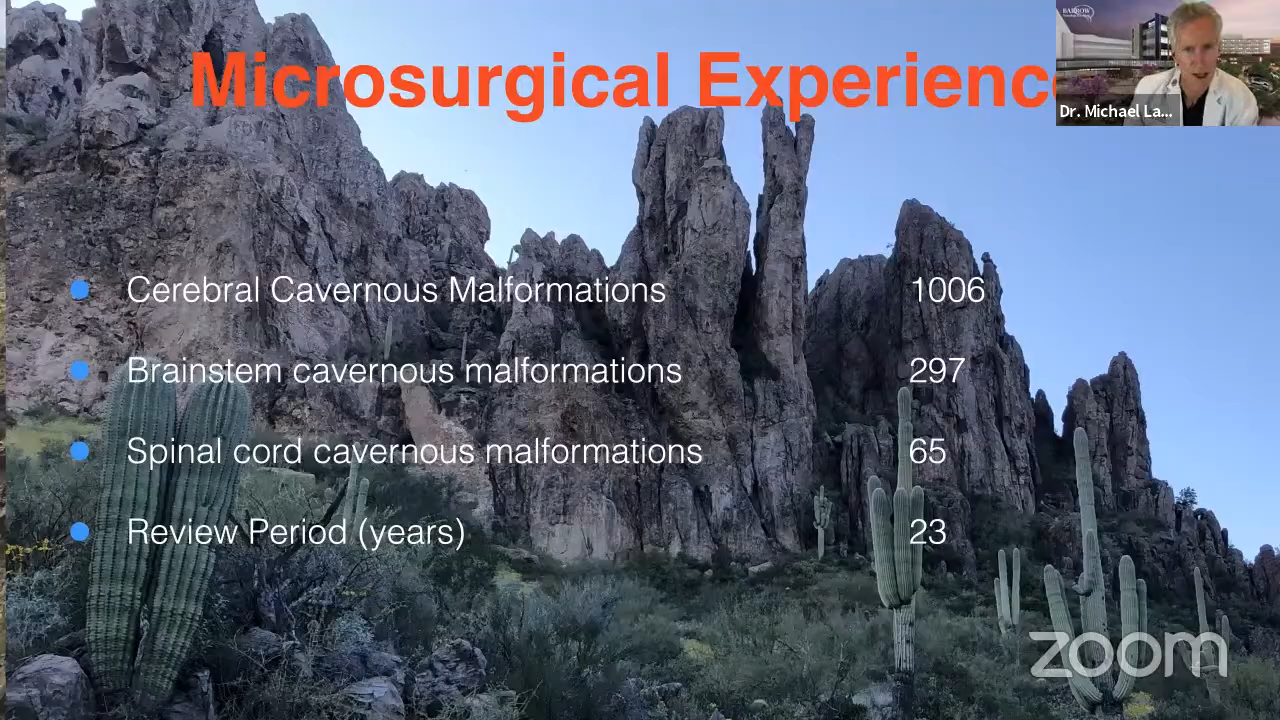 Microsurgical Experienc
BARROW
Dr. Michael La...
Cerebral Cavernous Malformations 1006
Brainstem cavernous malformations 297
Spinal cord cavernous malformations 65
Review Period (years) 23
zoom